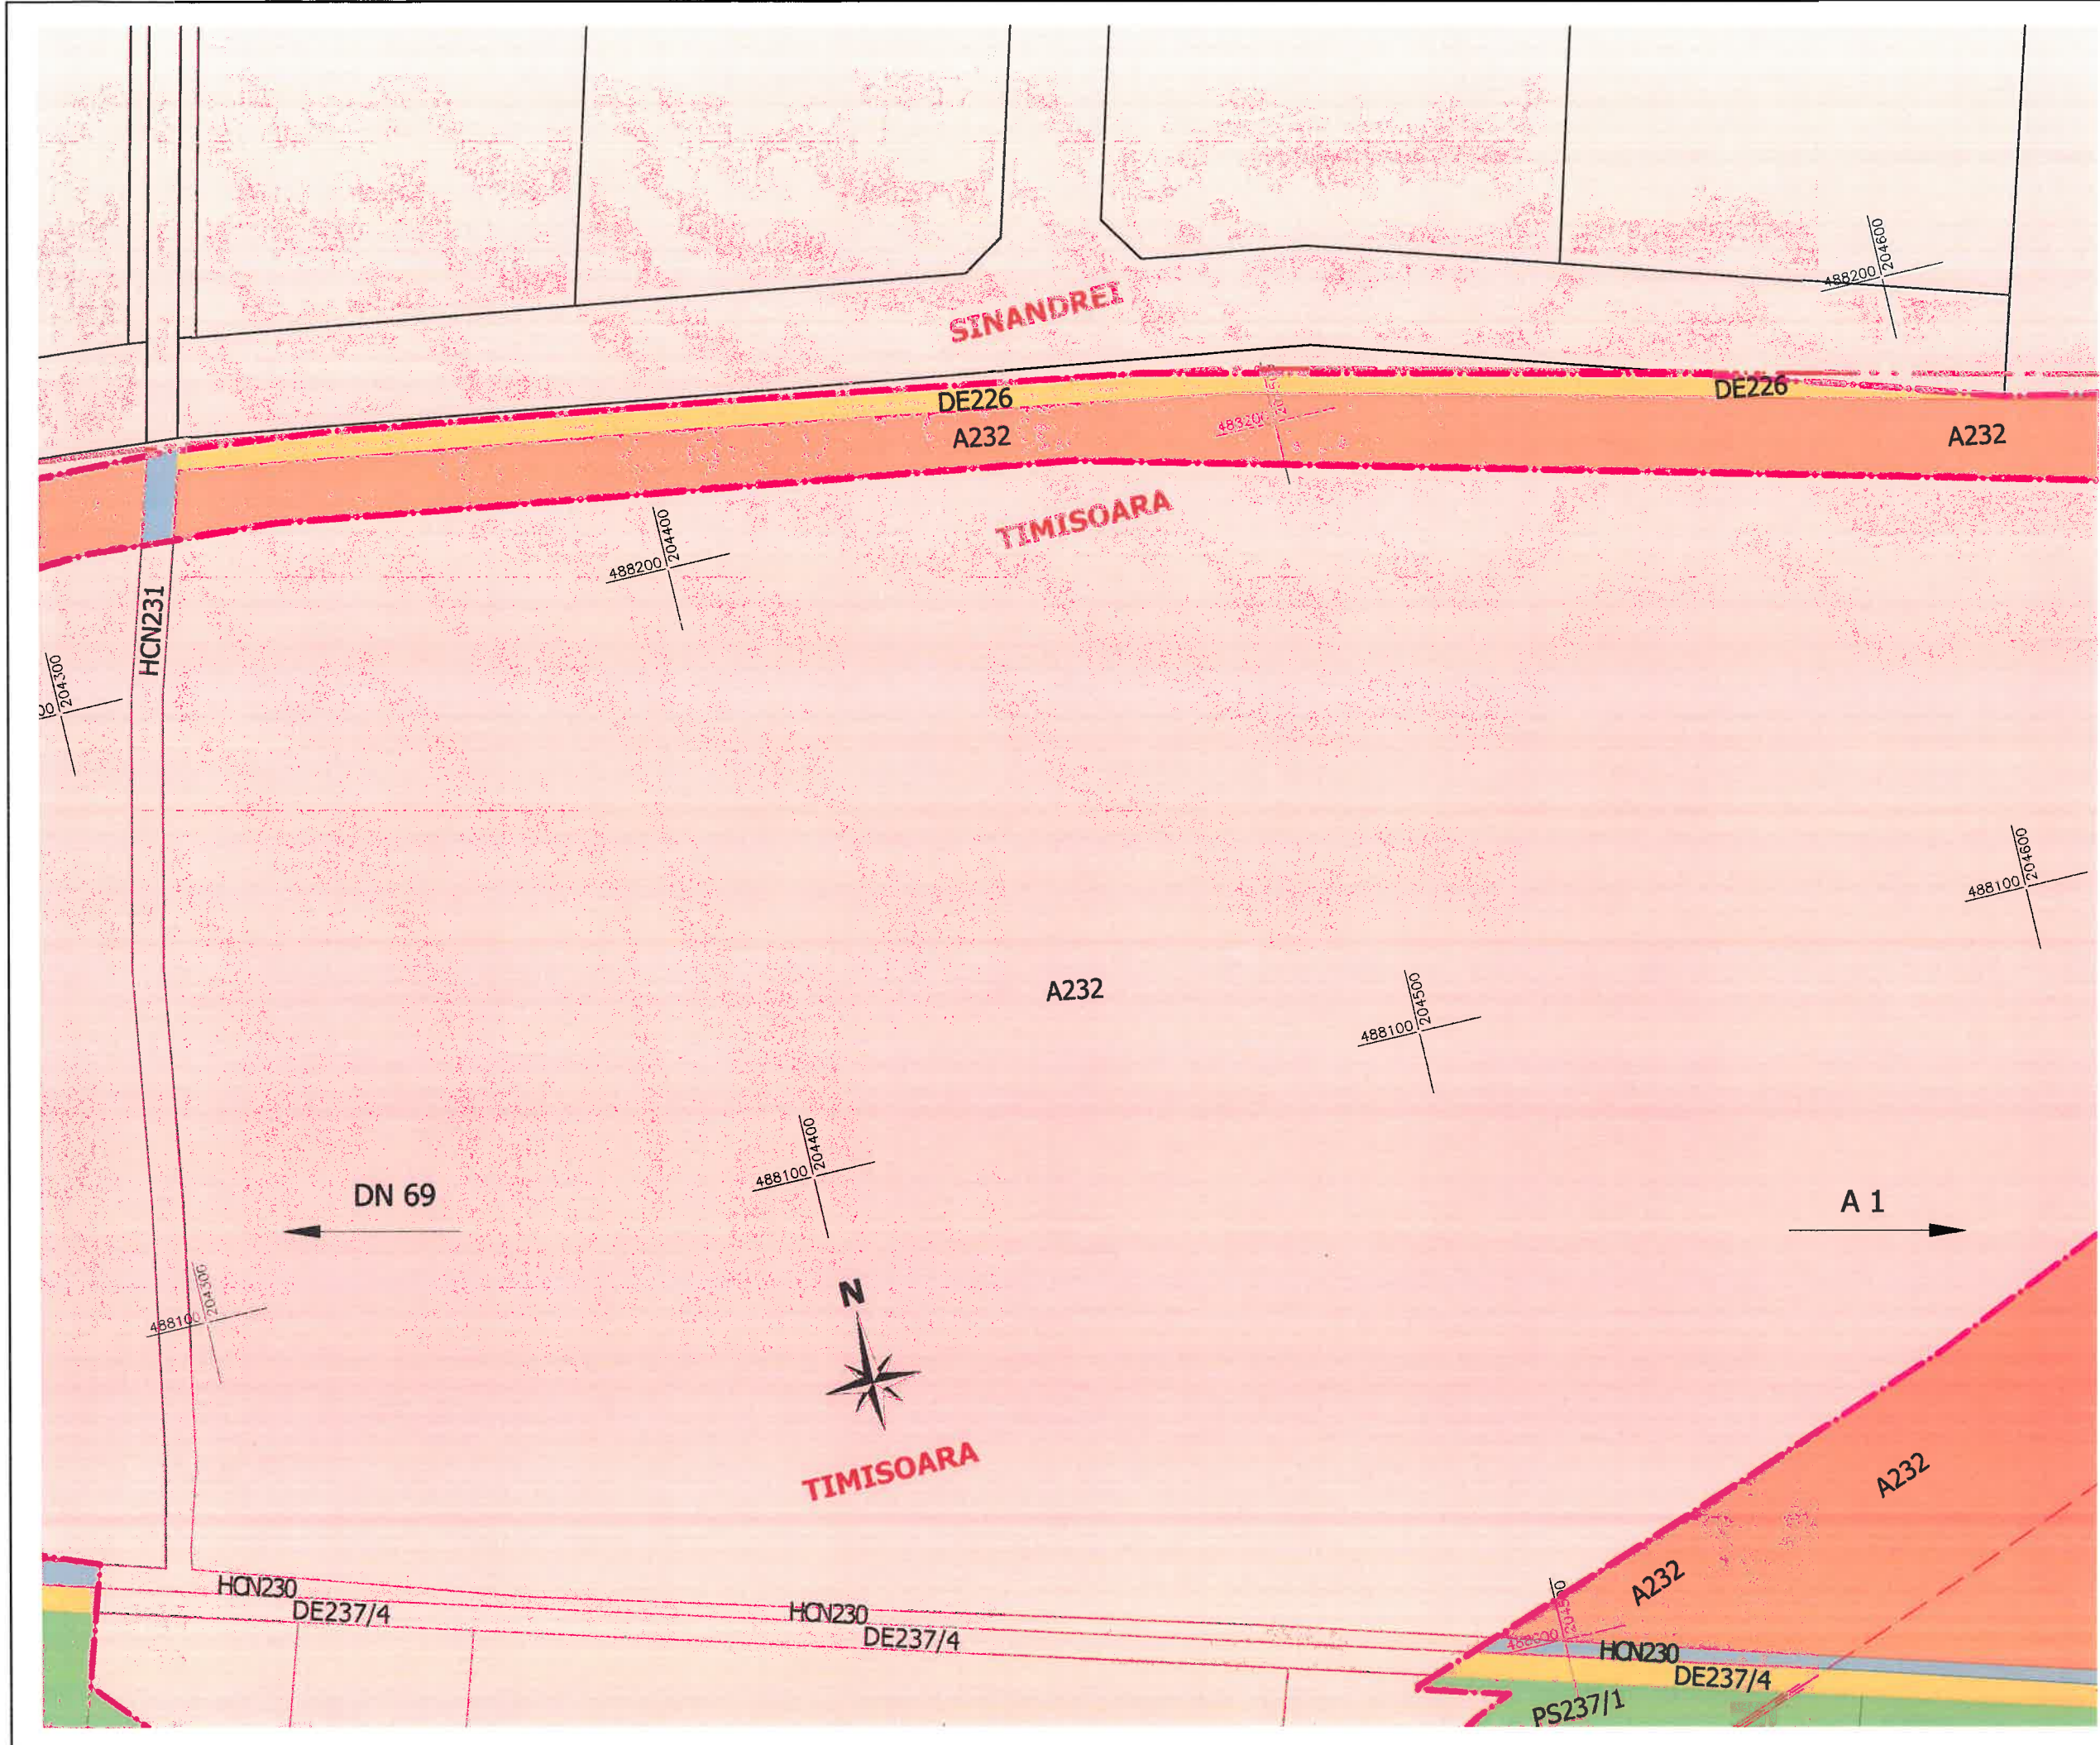 204600
488200
SINANDREI
DE226
DE226
A232
A232
TIMISOARA
204400
488200
HCN231
204300
204600
488100
A232
204500
488100
204400
488100
DN 69
A 1
204300
N
TIMISOARA
A232
A232
HCN230
DE237/4
HCN230
DE237/4
HCN230
DE237/4
PS237/1